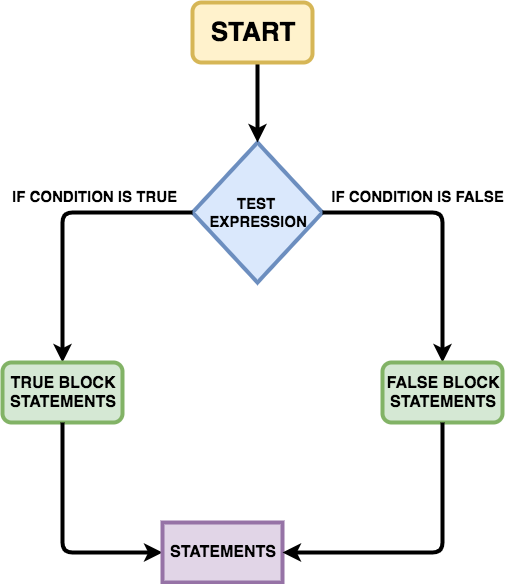 START
IF CONDITION IS TRUE
IF CONDITION IS FALSE
TEST
EXPRESSION
TRUE BLOCK
STATEMENTS
FALSE BLOCK
STATEMENTS
STATEMENTS